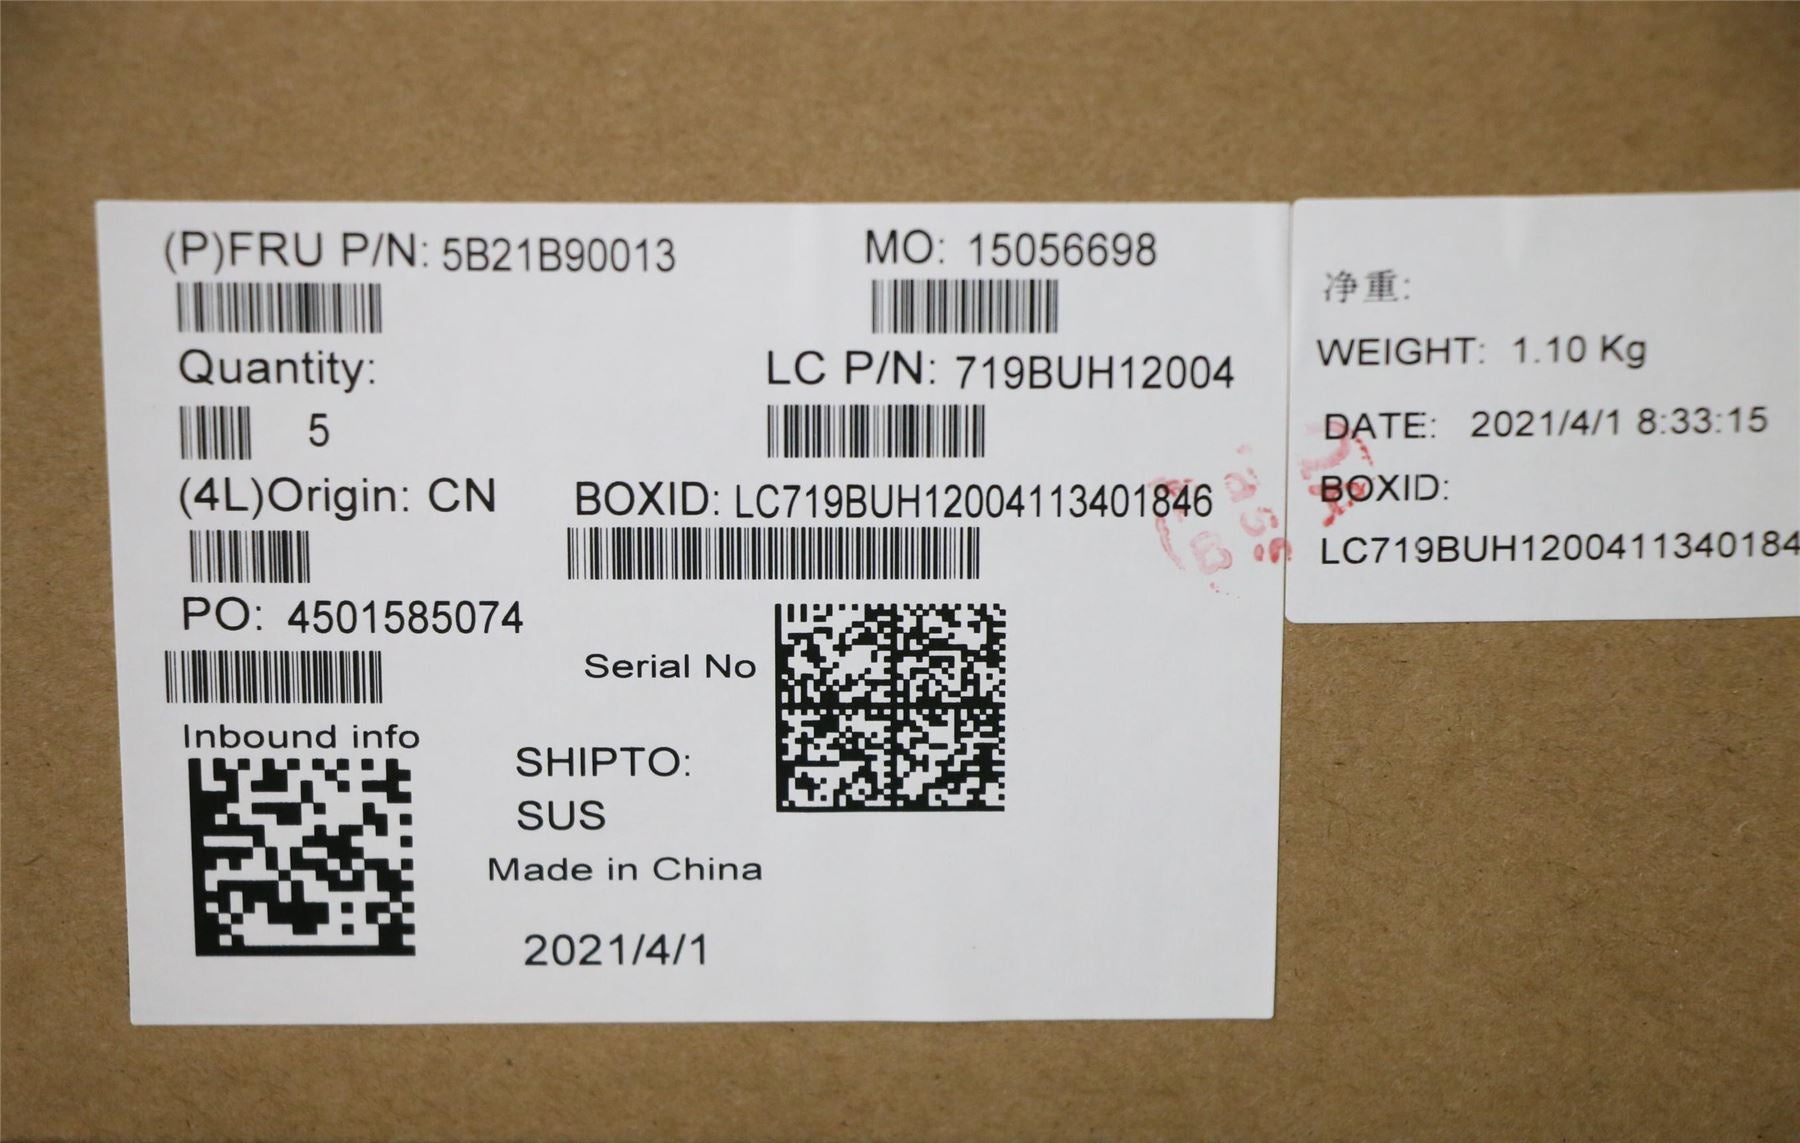 (P)FRU P/N: 5B21B90013
MO: 15056698
Quantity:
5
LC P/N: 719BUH12004
(4L)Origin: CN
BOXID: LC719BUH12004113401846
PO: 4501585074
Serial No
Inbound info
SHIPTO:
SUS
Made in China
2021/4/1
净重:
WEIGHT: 1.10 Kg
DATE: 2021/4/1 8:33:15
BOXID:
LC719BUH1200411340184